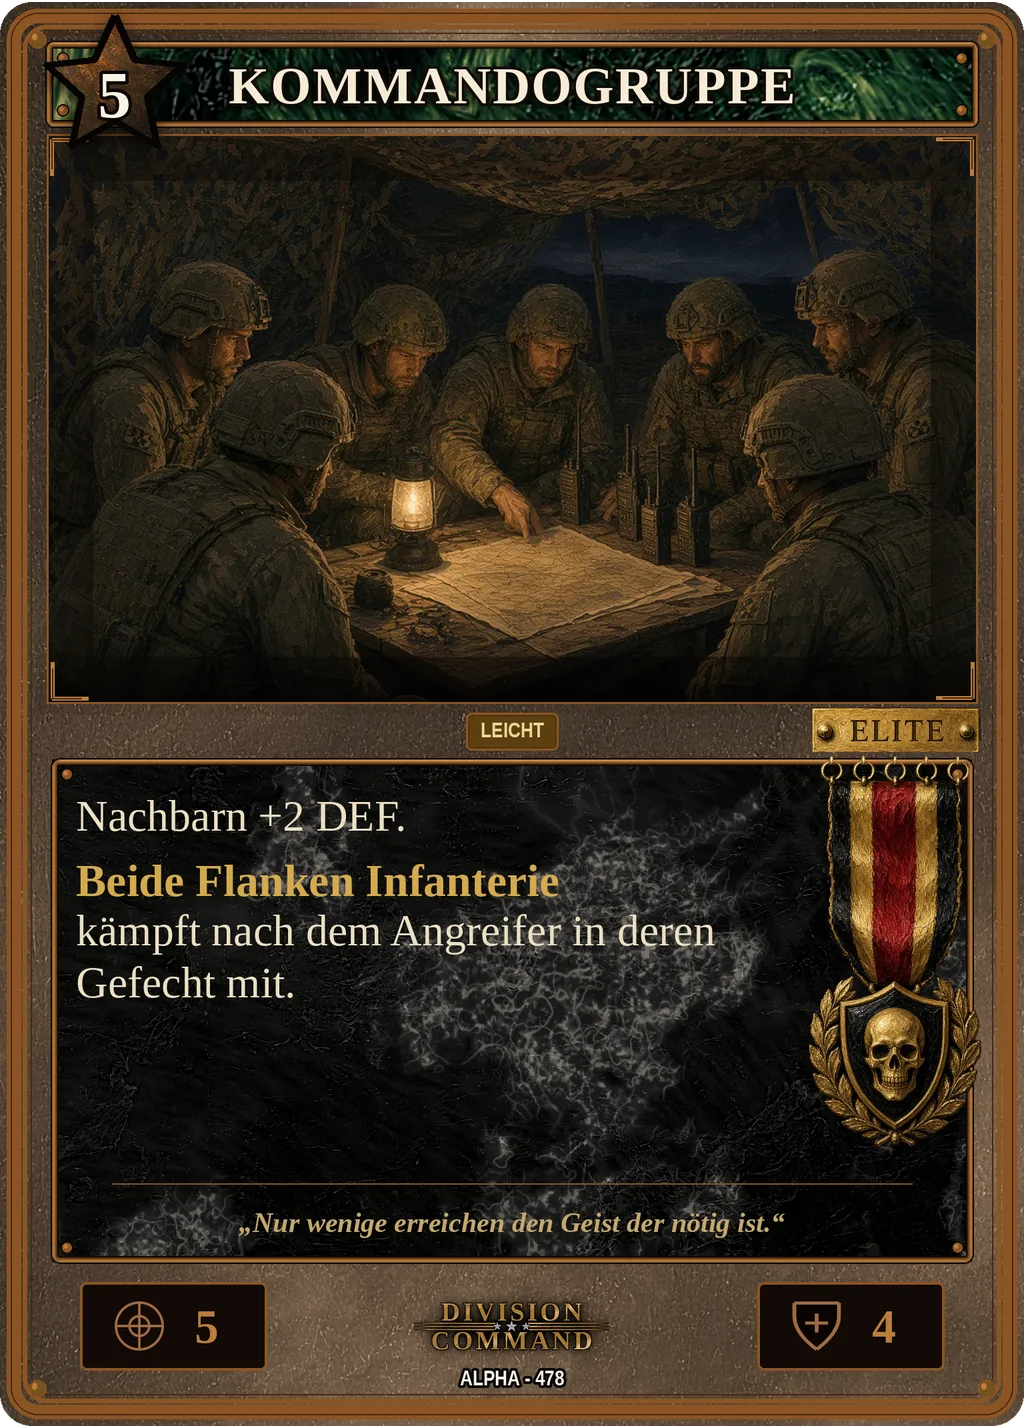 5
KOMMANDOGRUPPE
LEICHT
ELITE
Nachbarn +2 DEF.
Beide Flanken Infanterie
kämpft nach dem Angreifer in deren
Gefecht mit.
„Nur wenige erreichen den Geist der nötig ist.“
5
DIVISION
COMMAND
4
ALPHA - 478